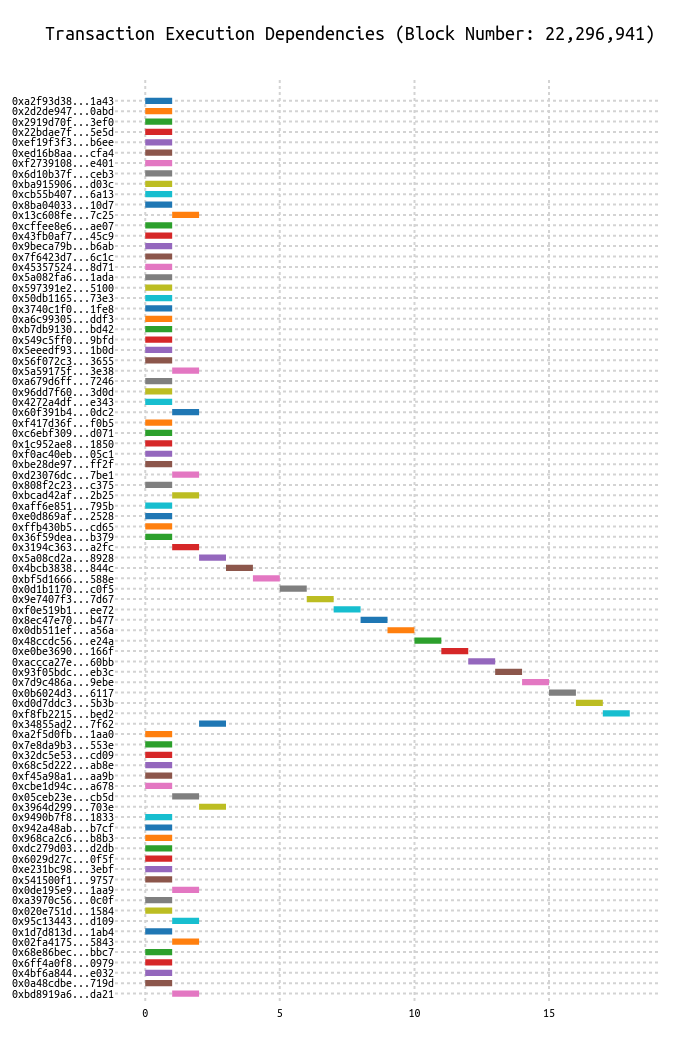 Transaction Execution Dependencies (Block Number: 22,296,941)
0xa2f93d38...1a43
0x2d2de947...0abd
0x2919d70f...3ef0
0x22bdae7f...5e5d
0xef19f3f3...b6ee
0xed16b8aa...cfa4
0xf2739108...e401
0x6d10b37f...ceb3
0xba915906...d03c
0xcb55b407...6a13
0x8ba04033...10d7
0x13c608fe...7c25
0xcffee8e6...ae07
0x43fb0af7...45c9
0x9beca79b...b6ab
0x7f6423d7...6c1c
0x45357524...8d71
0x5a082fa6...1ada
0x597391e2...5100
0x50db1165...73e3
0x3740c1f0...1fe8
0xa6c99305...ddf3
0xb7db9130...bd42
0x549c5ff0...9bfd
0x5eeedf93...1b0d
0x56f072c3...3655
0x5a59175f...3e38
0xa679d6ff...7246
0x96dd7f60...3d0d
0x4272a4df...e343
0x60f391b4...0dc2
0xf417d36f...f0b5
0xc6ebf309...d071
0x1c952ae8...1850
0xf0ac40eb...05c1
0xbe28de97...ff2f
0xd23076dc...7be1
0x808f2c23...c375
0xbcad42af...2b25
0xaff6e851...795b
0xe0d869af...2528
0xffb430b5...cd65
0x36f59dea...b379
0x3194c363...a2fc
0x5a08cd2a...8928
0x4bcb3838...844c
0xbf5d1666...588e
0x0d1b1170...c0f5
0x9e7407f3...7d67
0xf0e519b1...ee72
0x8ec47e70...b477
0x0db511ef...a56a
0x48ccdc56...e24a
0xe0be3690...166f
0xaccca27e...60bb
0x93f05bdc...eb3c
0x7d9c486a...9ebe
0x0b6024d3...6117
0xd0d7ddc3...5b3b
0xf8fb2215...bed2
0x34855ad2...7f62
0xa2f5d0fb...1aa0
0x7e8da9b3...553e
0x32dc5e53...cd09
0x68c5d222...ab8e
0xf45a98a1...aa9b
0xcbe1d94c...a678
0x05ceb23e...cb5d
0x3964d299...703e
0x9490b7f8...1833
0x942a48ab...b7cf
0x968ca2c6...b8b3
0xdc279d03...d2db
0x6029d27c...0f5f
0xe231bc98...3ebf
0x541500f1...9757
0x0de195e9...1aa9
0xa3970c56...0c0f
0x020e751d...1584
0x95c13443...d109
0x1d7d813d...1ab4
0x02fa4175...5843
0x68e86bec...bbc7
0x6ff4a0f8...0979
0x4bf6a844...e032
0x0a48cdbe...719d
0xbd8919a6...da21
0 5 10 15